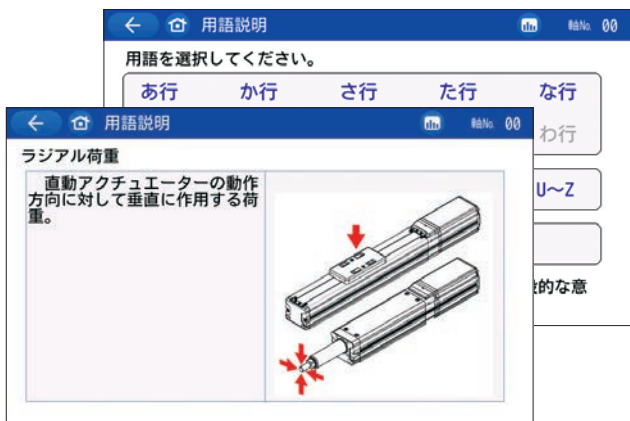 用語説明
軸No. 00
用語を選択してください。
あ行 か行 さ行 た行 な行
わ行
U～Z
的な意
用語説明
軸No. 00
ラジアル荷重
直動アクチュエーターの動作
方向に対して垂直に作用する荷
重。